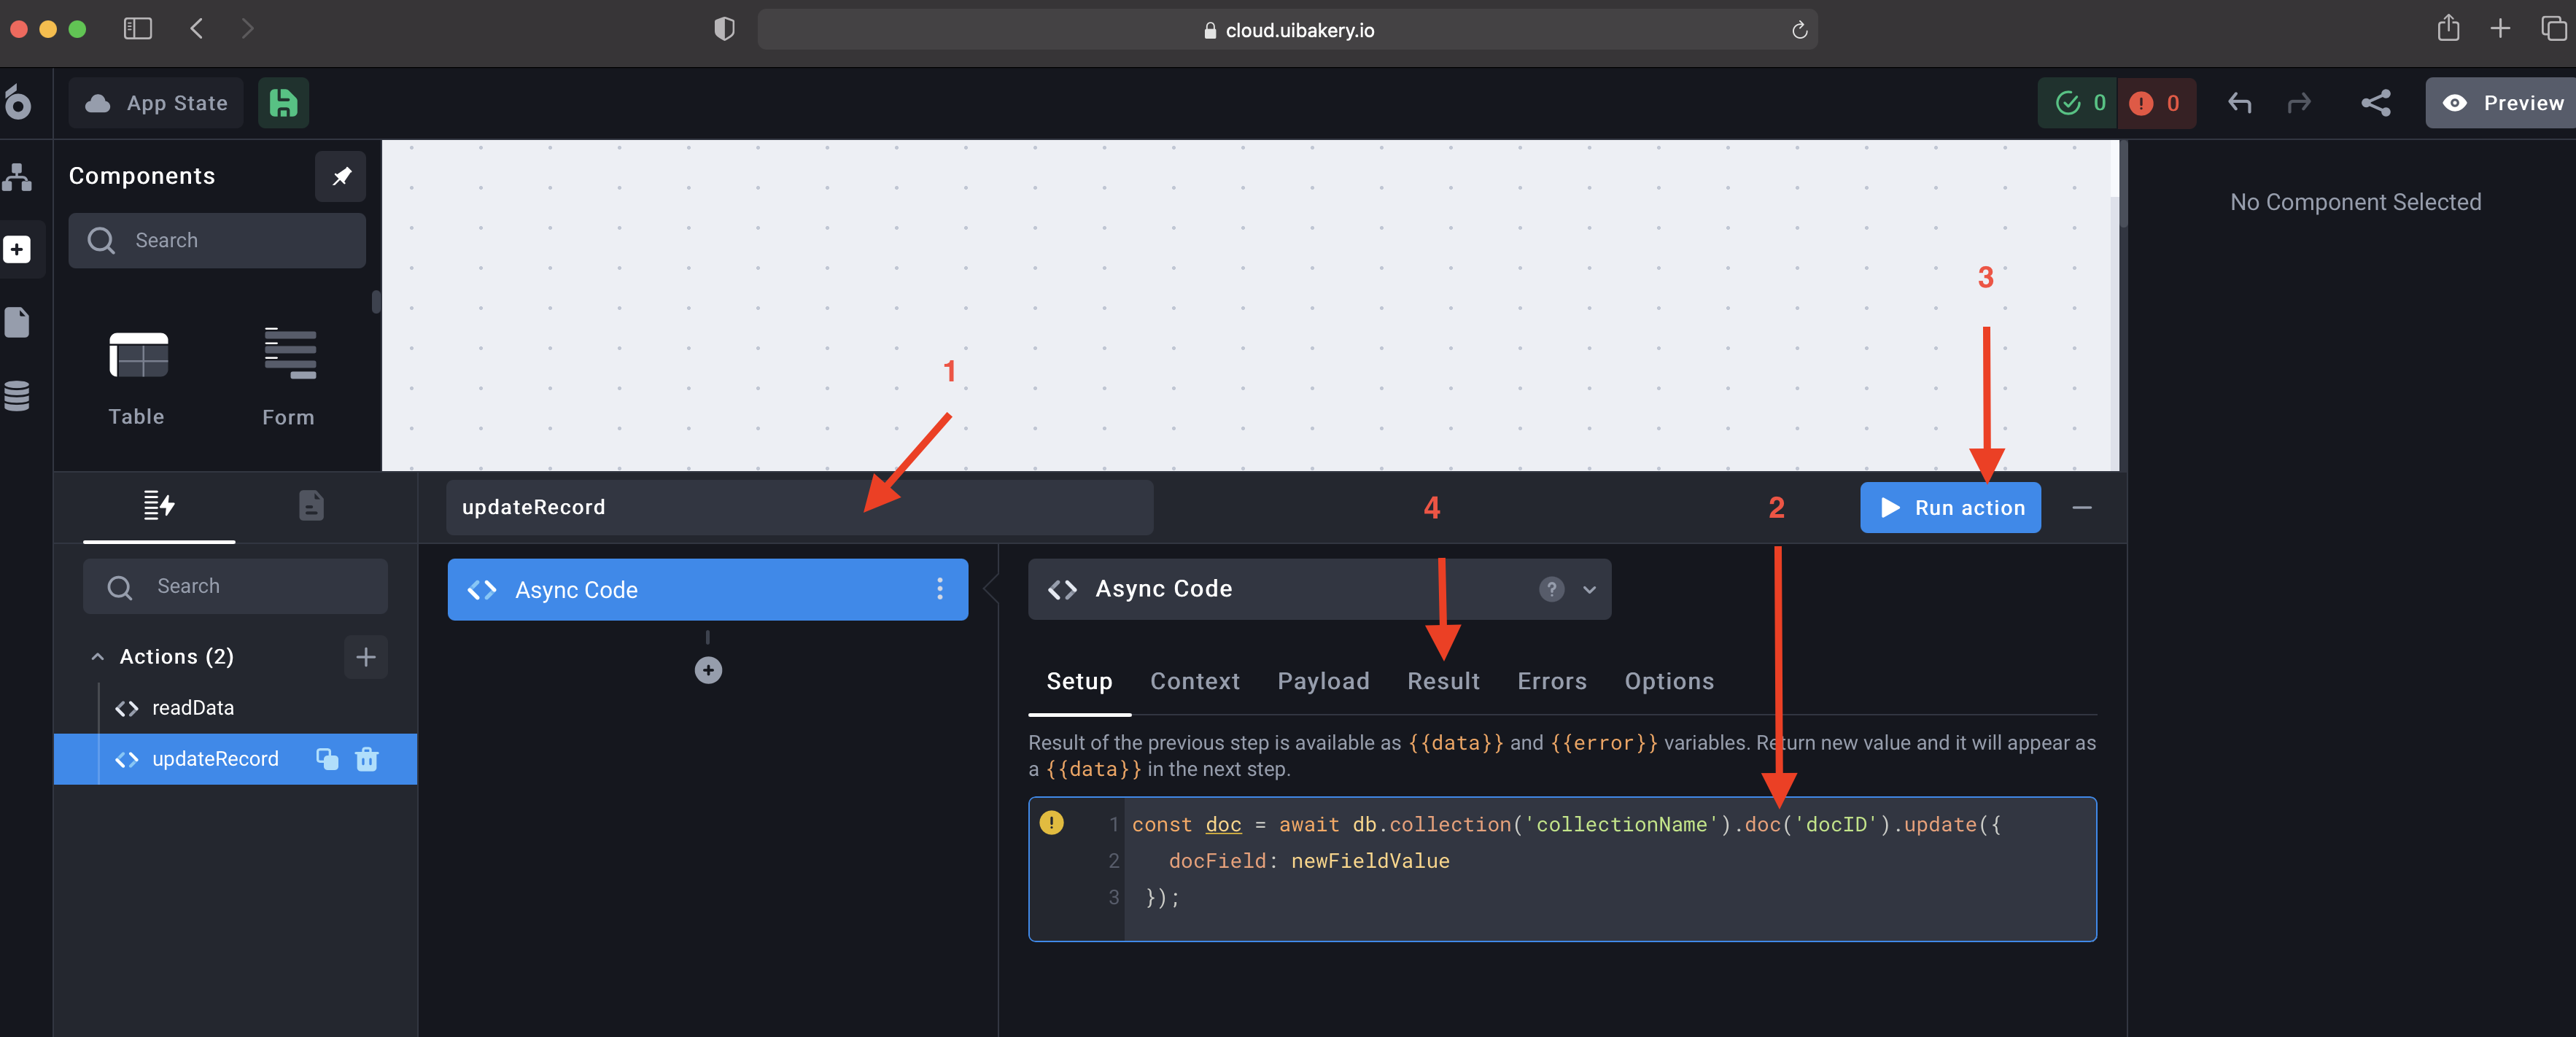 cloud.uibakery.io
App State
0
0
Preview
Components
Search
Table
Form
No Component Selected
1
3
updateRecord
4
2
Run action
Search
Async Code
Async Code
?
Actions (2)
readData
updateRecord
Setup
Context
Payload
Result
Errors
Options
Result of the previous step is available as {{data}} and {{error}} variables. Return new value and it will appear as
a {{data}} in the next step.
1 const doc = await db.collection('collectionName').doc('docID').update({
2 docField: newFieldValue
3 });